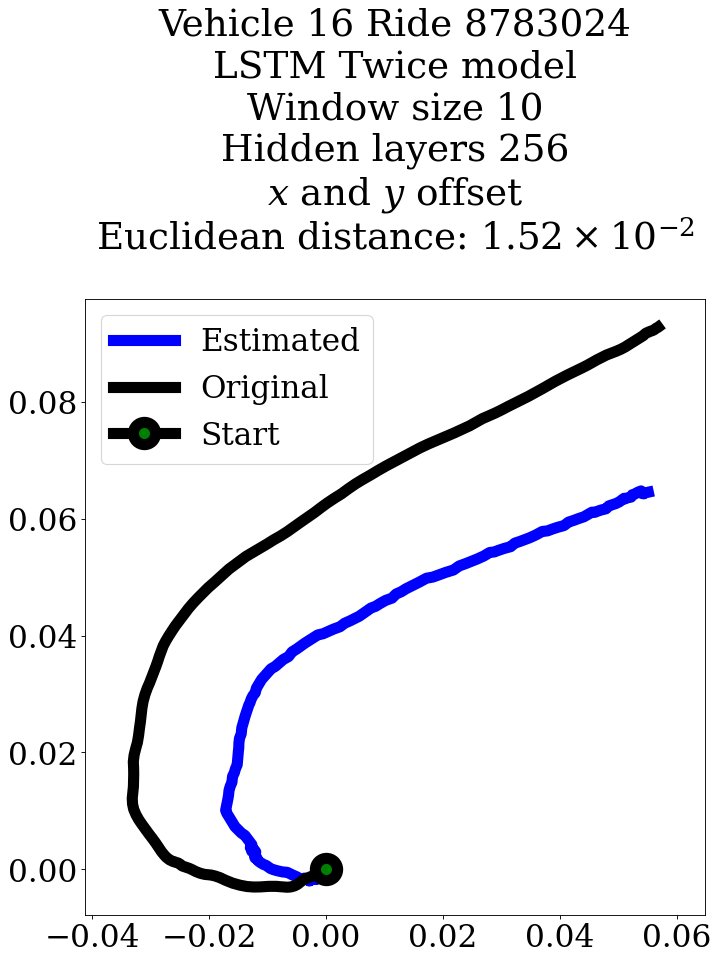 Vehicle 16 Ride 8783024
LSTM Twice model
Window size 10
Hidden layers 256
x and y offset
Euclidean distance: 1.52 × 10⁻²
Estimated
Original
Start
0.08
0.06
0.04
0.02
0.00
−0.04 −0.02 0.00 0.02 0.04 0.06